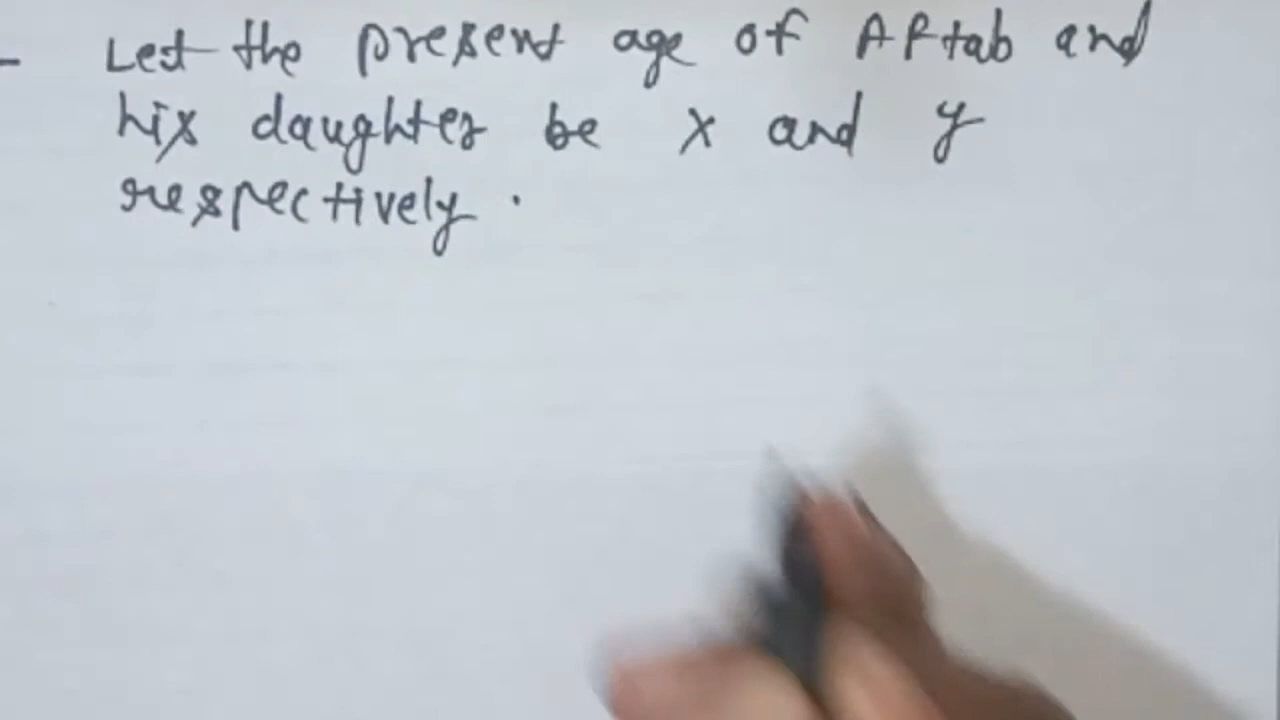 - Let the present age of Aftab and
his daughter be x and y
respectively.